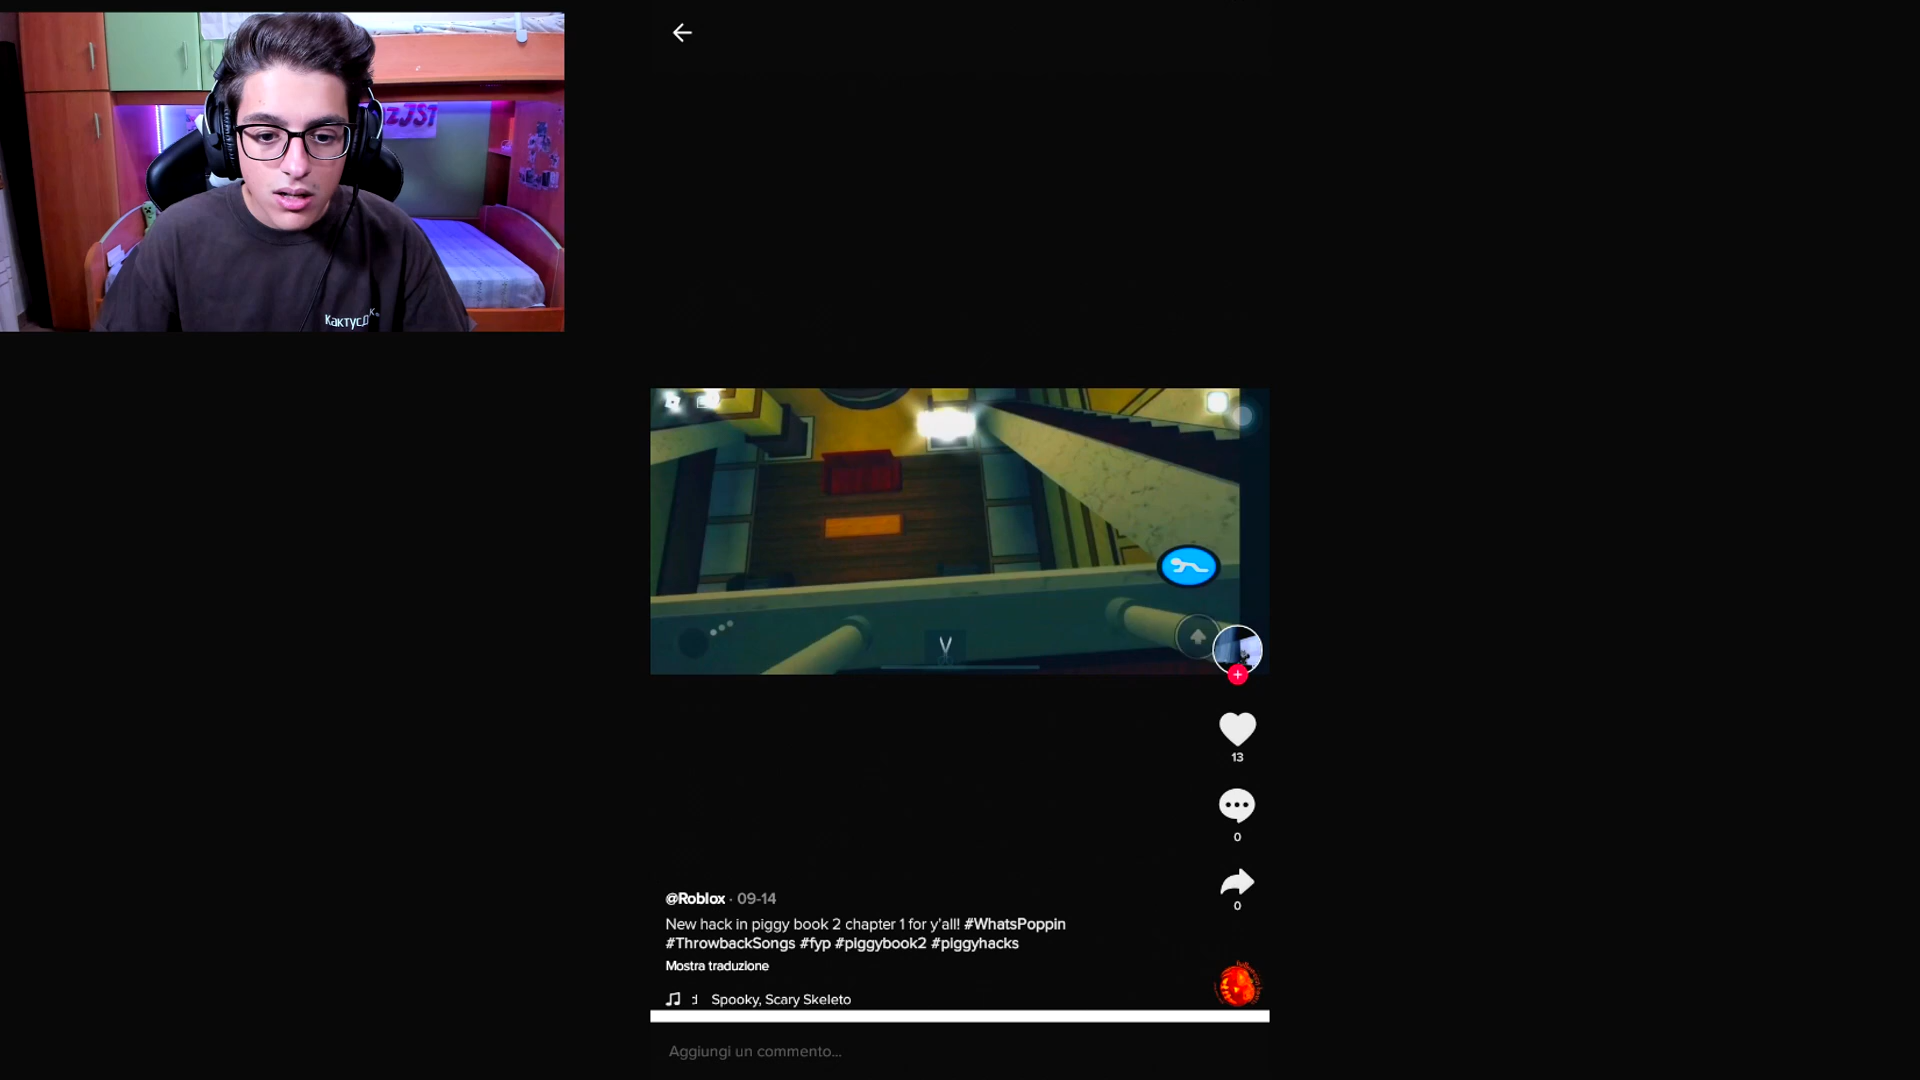 zJST
Kaktyc
@Roblox · 09-14
New hack in piggy book 2 chapter 1 for y'all! #WhatsPoppin
#ThrowbackSongs #fyp #piggybook2 #piggyhacks
Mostra traduzione
Spooky, Scary Skeleto
13
0
0
Aggiungi un commento...